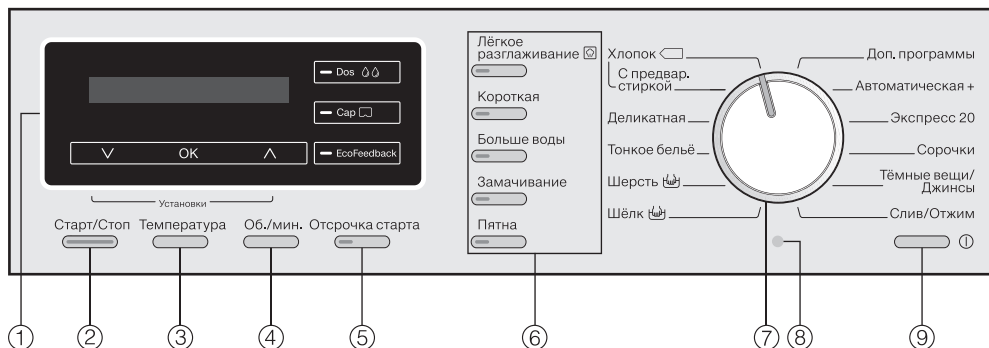 Dos
Cap
EcoFeedback
OK
Установки
Старт/Стоп
Температура
Об./мин.
Отсрочка старта
Лёгкое
разглаживание
Короткая
Больше воды
Замачивание
Пятна
Хлопок
С предвар.
стиркой
Деликатная
Тонкое бельё
Шерсть
Шёлк
Доп. программы
Автоматическая +
Экспресс 20
Сорочки
Тёмные вещи/
Джинсы
Слив/Отжим
1
2
3
4
5
6
7
8
9